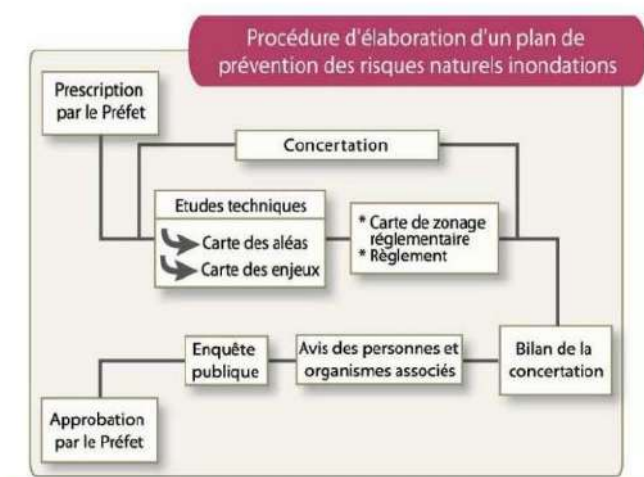 Procédure d'élaboration d'un plan de
prévention des risques naturels inondations
Prescription
par le Préfet
Concertation
Etudes techniques
Carte des aléas
Carte des enjeux
* Carte de zonage
réglementaire
* Règlement
Bilan de la
concertation
Avis des personnes et
organismes associés
Enquête
publique
Approbation
par le Préfet